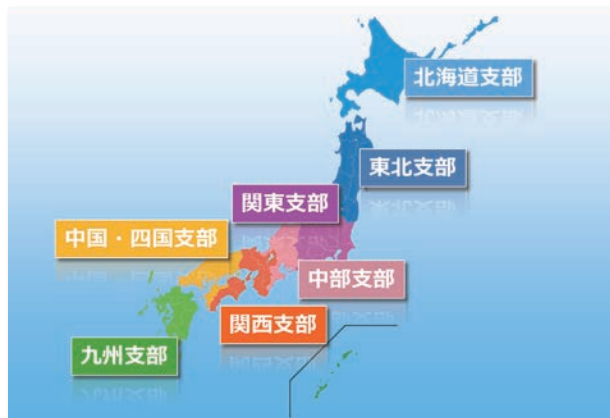 北海道支部
東北支部
関東支部
中国・四国支部
中部支部
関西支部
九州支部